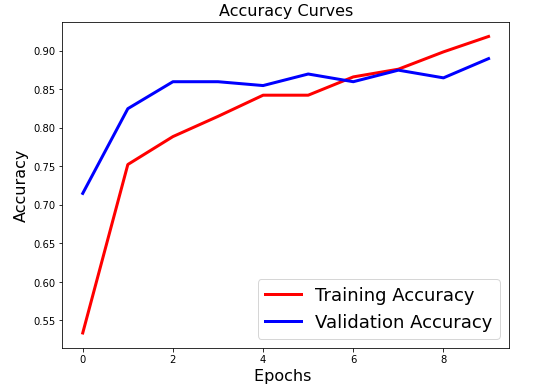 Accuracy Curves
0.90
0.85
0.80
0.75
0.70
0.65
0.60
0.55
Accuracy
0 2 4 6 8
Epochs
Training Accuracy
Validation Accuracy